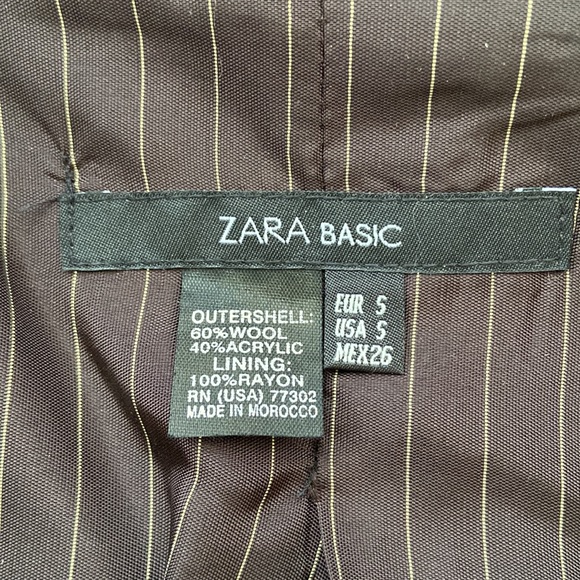 ZARA BASIC
OUTERSHELL:
60%WOOL
40%ACRYLIC
LINING:
100%RAYON
RN (USA) 77302
MADE IN MOROCCO
EUR S
USA S
MEX26